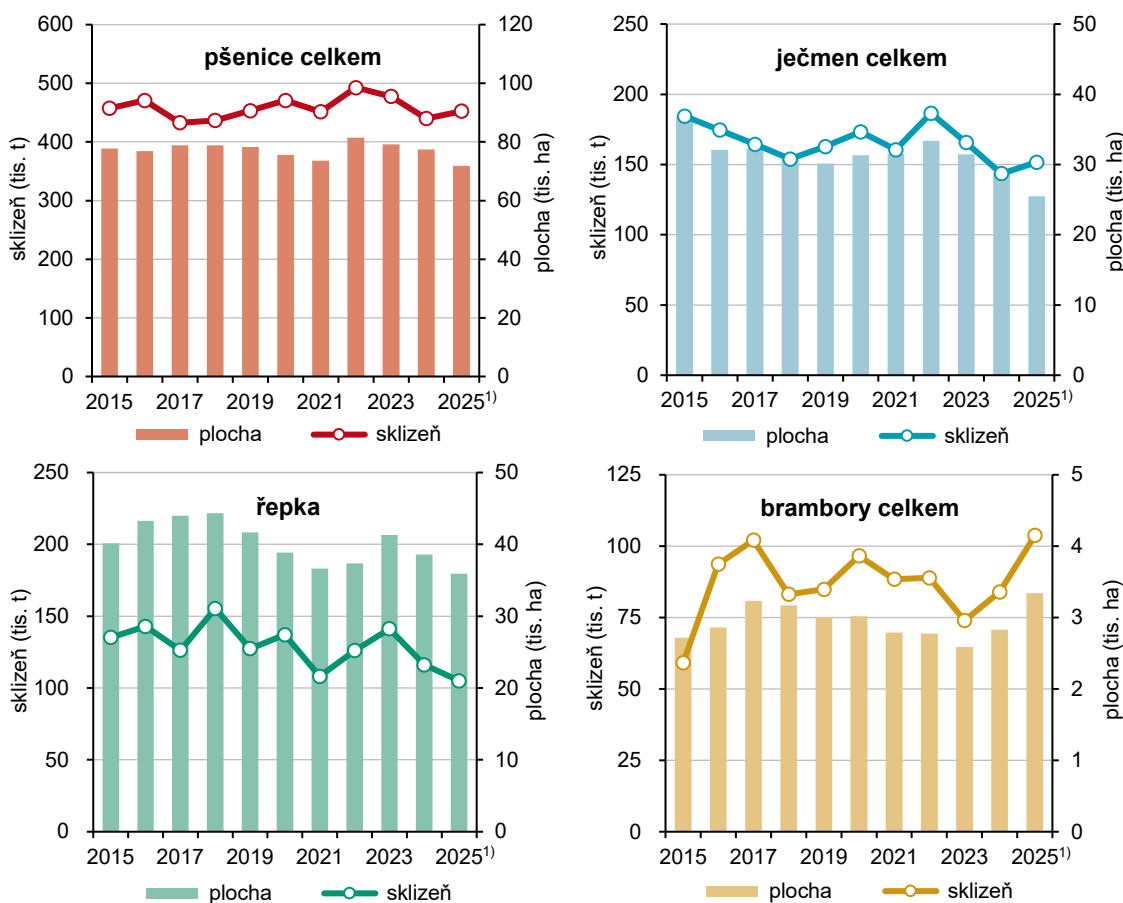 pšenice celkem
sklizeň (tis. t)
600
500
400
300
200
100
0
plocha (tis. ha)
120
100
80
60
40
20
0
2015 2017 2019 2021 2023 2025¹⁾
plocha sklizeň
ječmen celkem
sklizeň (tis. t)
250
200
150
100
50
0
plocha (tis. ha)
50
40
30
20
10
0
2015 2017 2019 2021 2023 2025¹⁾
plocha sklizeň
řepka
sklizeň (tis. t)
250
200
150
100
50
0
plocha (tis. ha)
50
40
30
20
10
0
2015 2017 2019 2021 2023 2025¹⁾
plocha sklizeň
brambory celkem
sklizeň (tis. t)
125
100
75
50
25
0
plocha (tis. ha)
5
4
3
2
1
0
2015 2017 2019 2021 2023 2025¹⁾
plocha sklizeň